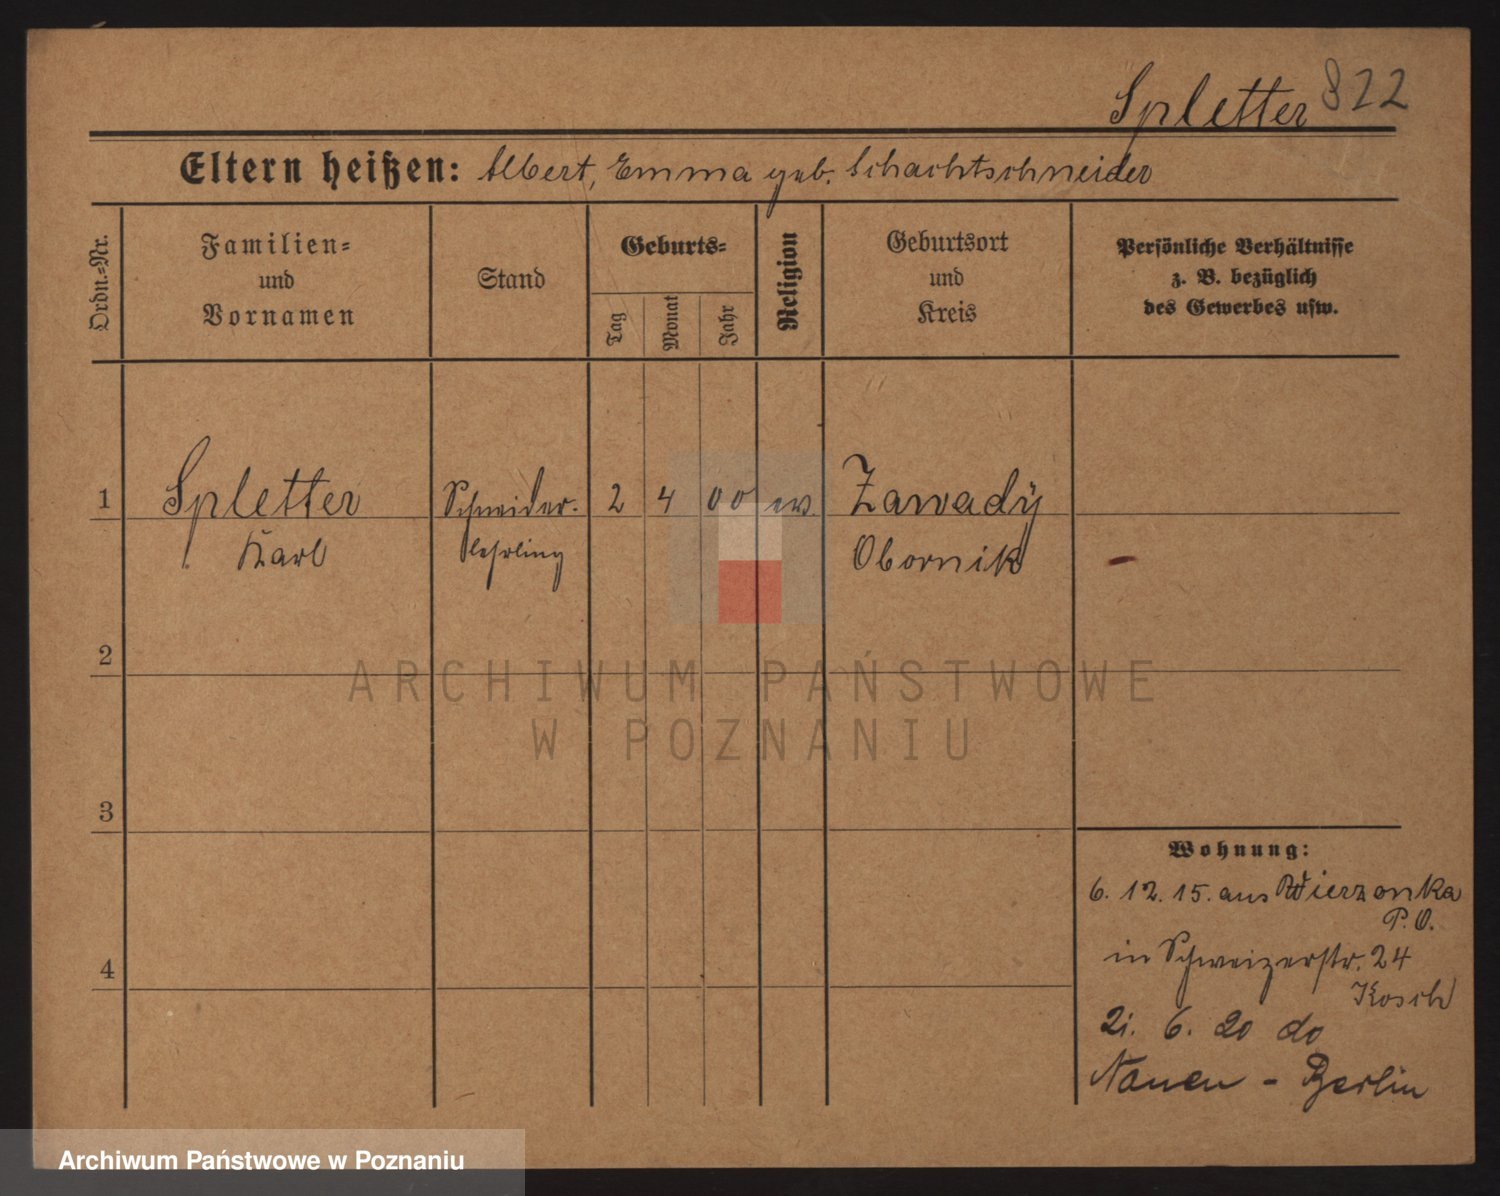 Spletter 822
Eltern heißen: Albert, Emma geb. Schachtschneider
Ordn.=Nr.
Familien=
und
Vornamen
Stand
Geburts=
Tag
Monat
Jahr
Religion
Geburtsort
und
Kreis
Persönliche Verhältnisse
z. B. bezüglich
des Gewerbes usw.
1 Spletter Schneider- 2 4 00 ev. Zawady
Karl lehrling Obornik
2
3
4
Wohnung:
6. 12. 15. aus Wierzonka
P. O.
in Schweizerstr. 24
Kosch
21. 6. 20 do
Nauen - Berlin
ARCHIWUM PAŃSTWOWE
W POZNANIU
Archiwum Państwowe w Poznaniu